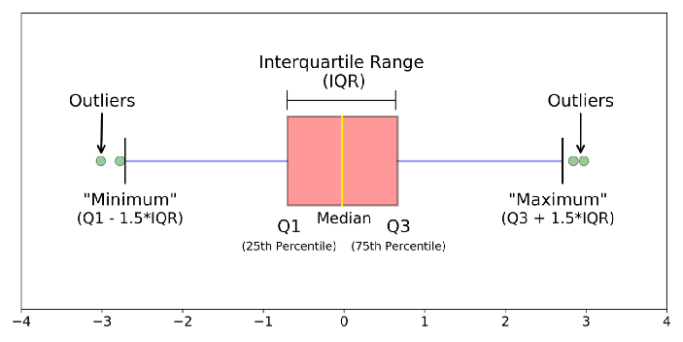 Interquartile Range
(IQR)
Outliers
Outliers
"Minimum"
(Q1 - 1.5*IQR)
"Maximum"
(Q3 + 1.5*IQR)
Q1
Median
Q3
(25th Percentile)
(75th Percentile)
−4
−3
−2
−1
0
1
2
3
4